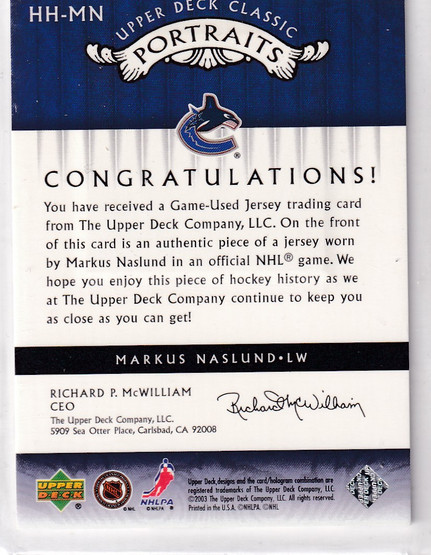 HH-MN
UPPER DECK CLASSIC
PORTRAITS
®
CONGRATULATIONS!
You have received a Game-Used Jersey trading card
from The Upper Deck Company, LLC. On the front
of this card is an authentic piece of a jersey worn
by Markus Naslund in an official NHL® game. We
hope you enjoy this piece of hockey history as we
at The Upper Deck Company continue to keep you
as close as you can get!
MARKUS NASLUND•LW
RICHARD P. McWILLIAM
CEO
The Upper Deck Company, LLC.
5909 Sea Otter Place, Carlsbad, CA 92008
Richard McWilliam
UPPER
DECK
®
NHL
©NHL
NHLPA
©NHLPA
Upper Deck, designs and the card/hologram combination are
registered trademarks of The Upper Deck Company, LLC.
©2003 The Upper Deck Company, LLC. All rights reserved.
Printed in the U.S.A. ©NHLPA. ©NHL